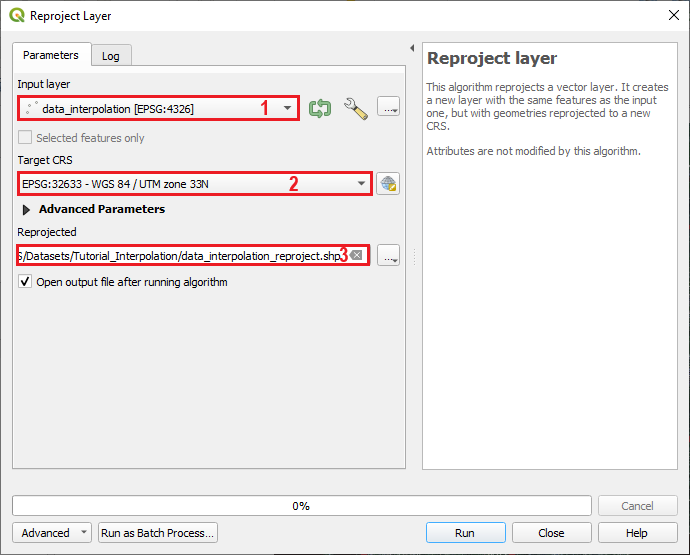 Reproject Layer
Parameters
Log
Input layer
data_interpolation [EPSG:4326]
1
...
Selected features only
Target CRS
EPSG:32633 - WGS 84 / UTM zone 33N
2
Advanced Parameters
Reprojected
S/Datasets/Tutorial_Interpolation/data_interpolation_reproject.shp
3
...
Open output file after running algorithm
Reproject layer
This algorithm reprojects a vector layer. It creates
a new layer with the same features as the input
one, but with geometries reprojected to a new
CRS.
Attributes are not modified by this algorithm.
0%
Cancel
Advanced
Run as Batch Process...
Run
Close
Help